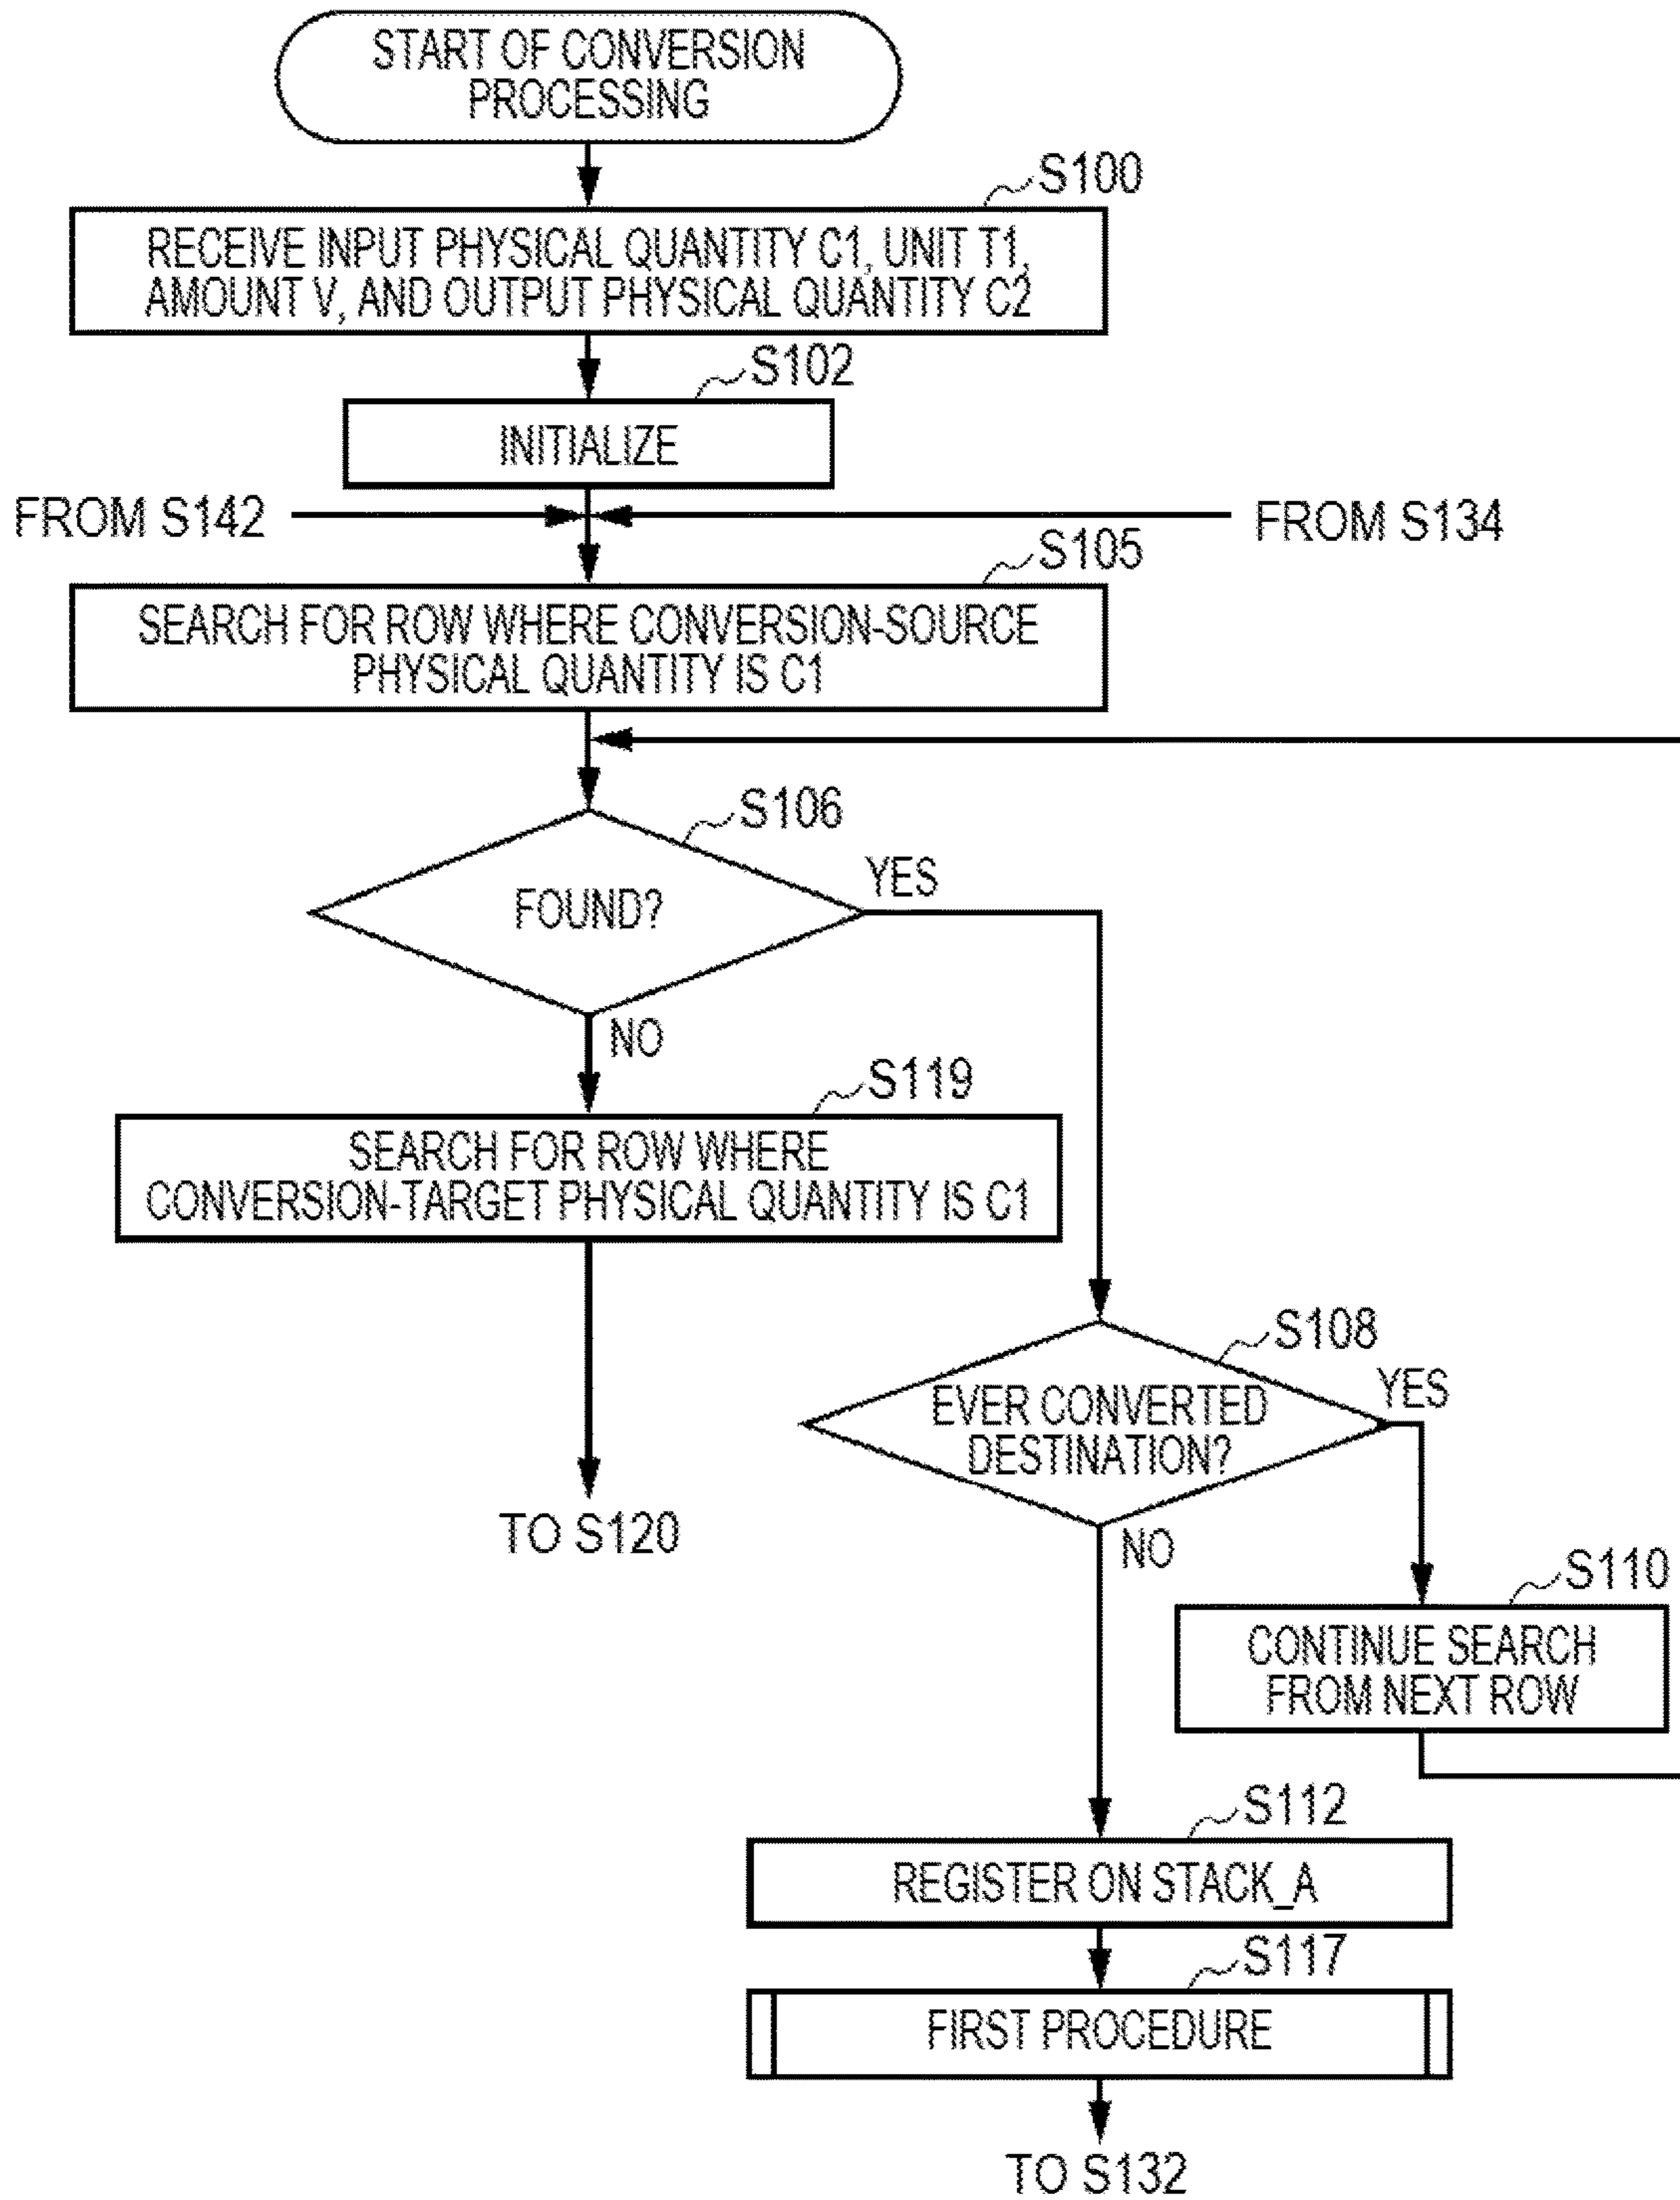 START OF CONVERSION
PROCESSING
S100
RECEIVE INPUT PHYSICAL QUANTITY C1, UNIT T1,
AMOUNT V, AND OUTPUT PHYSICAL QUANTITY C2
S102
INITIALIZE
FROM S142
FROM S134
S105
SEARCH FOR ROW WHERE CONVERSION-SOURCE
PHYSICAL QUANTITY IS C1
S106
FOUND?
YES
NO
S119
SEARCH FOR ROW WHERE
CONVERSION-TARGET PHYSICAL QUANTITY IS C1
TO S120
S108
EVER CONVERTED
DESTINATION?
YES
NO
S110
CONTINUE SEARCH
FROM NEXT ROW
S112
REGISTER ON STACK_A
S117
FIRST PROCEDURE
TO S132